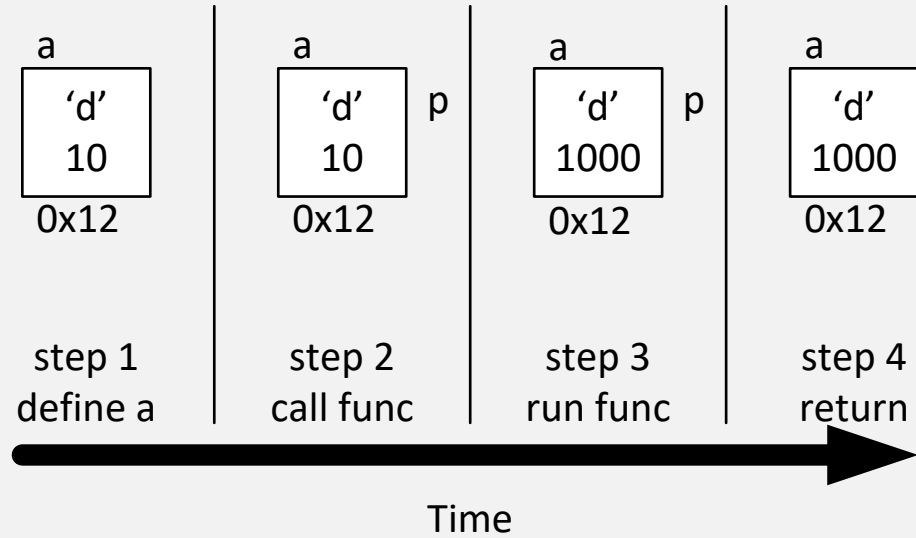 a a a a
‘d’ ‘d’ p ‘d’ p ‘d’
10 10 1000 1000
0x12 0x12 0x12 0x12
step 1 step 2 step 3 step 4
define a call func run func return
Time